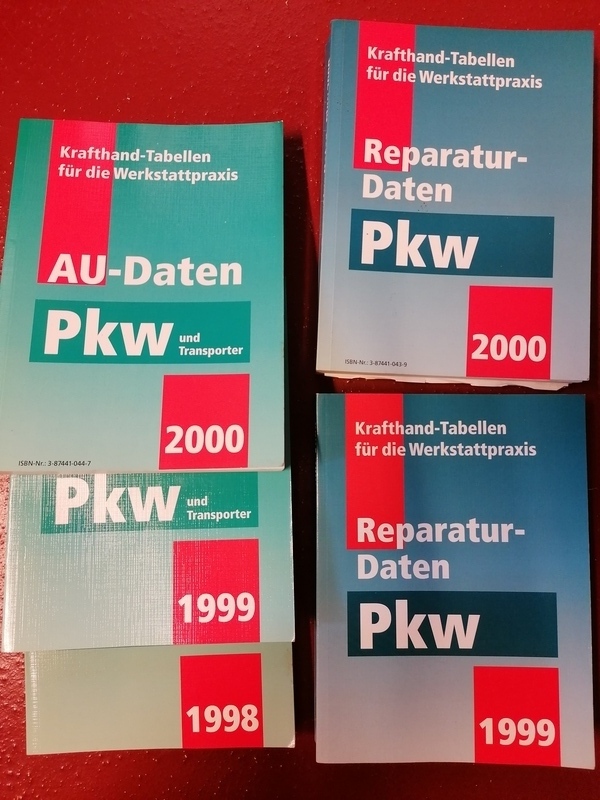 Krafthand-Tabellen
für die Werkstattpraxis
AU-Daten
Pkw und
Transporter
2000
ISBN-Nr.: 3-87441-044-7
Pkw und
Transporter
1999
1998
Krafthand-Tabellen
für die Werkstattpraxis
Reparatur-
Daten
Pkw
2000
ISBN-Nr.: 3-87441-043-9
Krafthand-Tabellen
für die Werkstattpraxis
Reparatur-
Daten
Pkw
1999